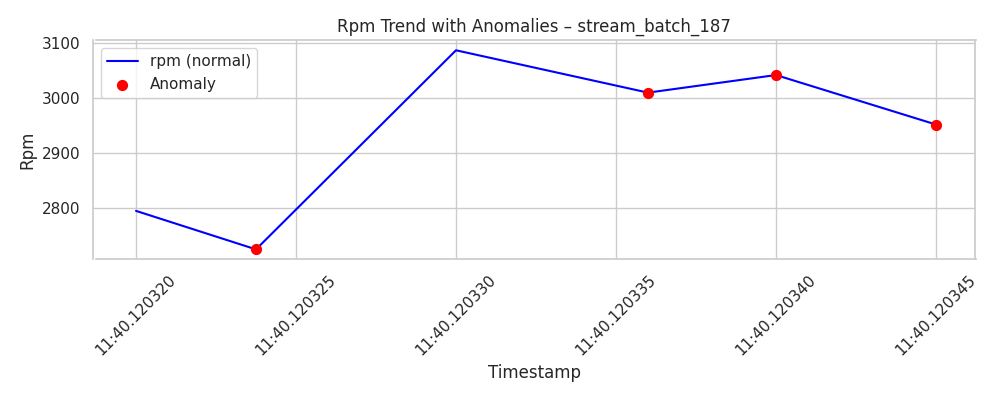 Rpm Trend with Anomalies – stream_batch_187
rpm (normal)
Anomaly
Rpm
3100
3000
2900
2800
11:40.120320
11:40.120325
11:40.120330
11:40.120335
11:40.120340
11:40.120345
Timestamp